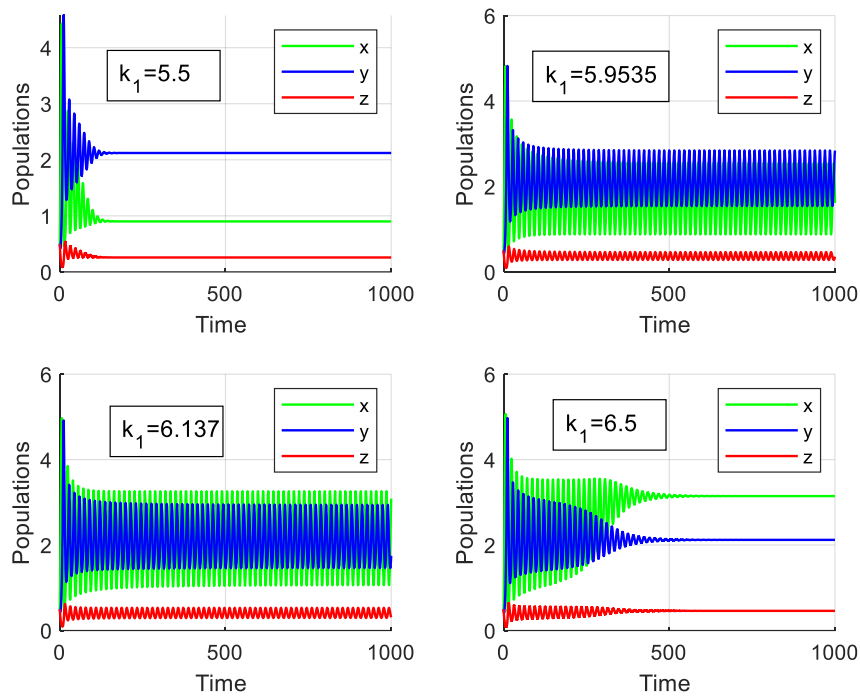 k1=5.5
x
y
z
Populations
4
3
2
1
0
0
500
1000
Time
k1=5.9535
x
y
z
Populations
6
4
2
0
0
500
1000
Time
k1=6.137
x
y
z
Populations
6
4
2
0
0
500
1000
Time
k1=6.5
x
y
z
Populations
6
4
2
0
0
500
1000
Time